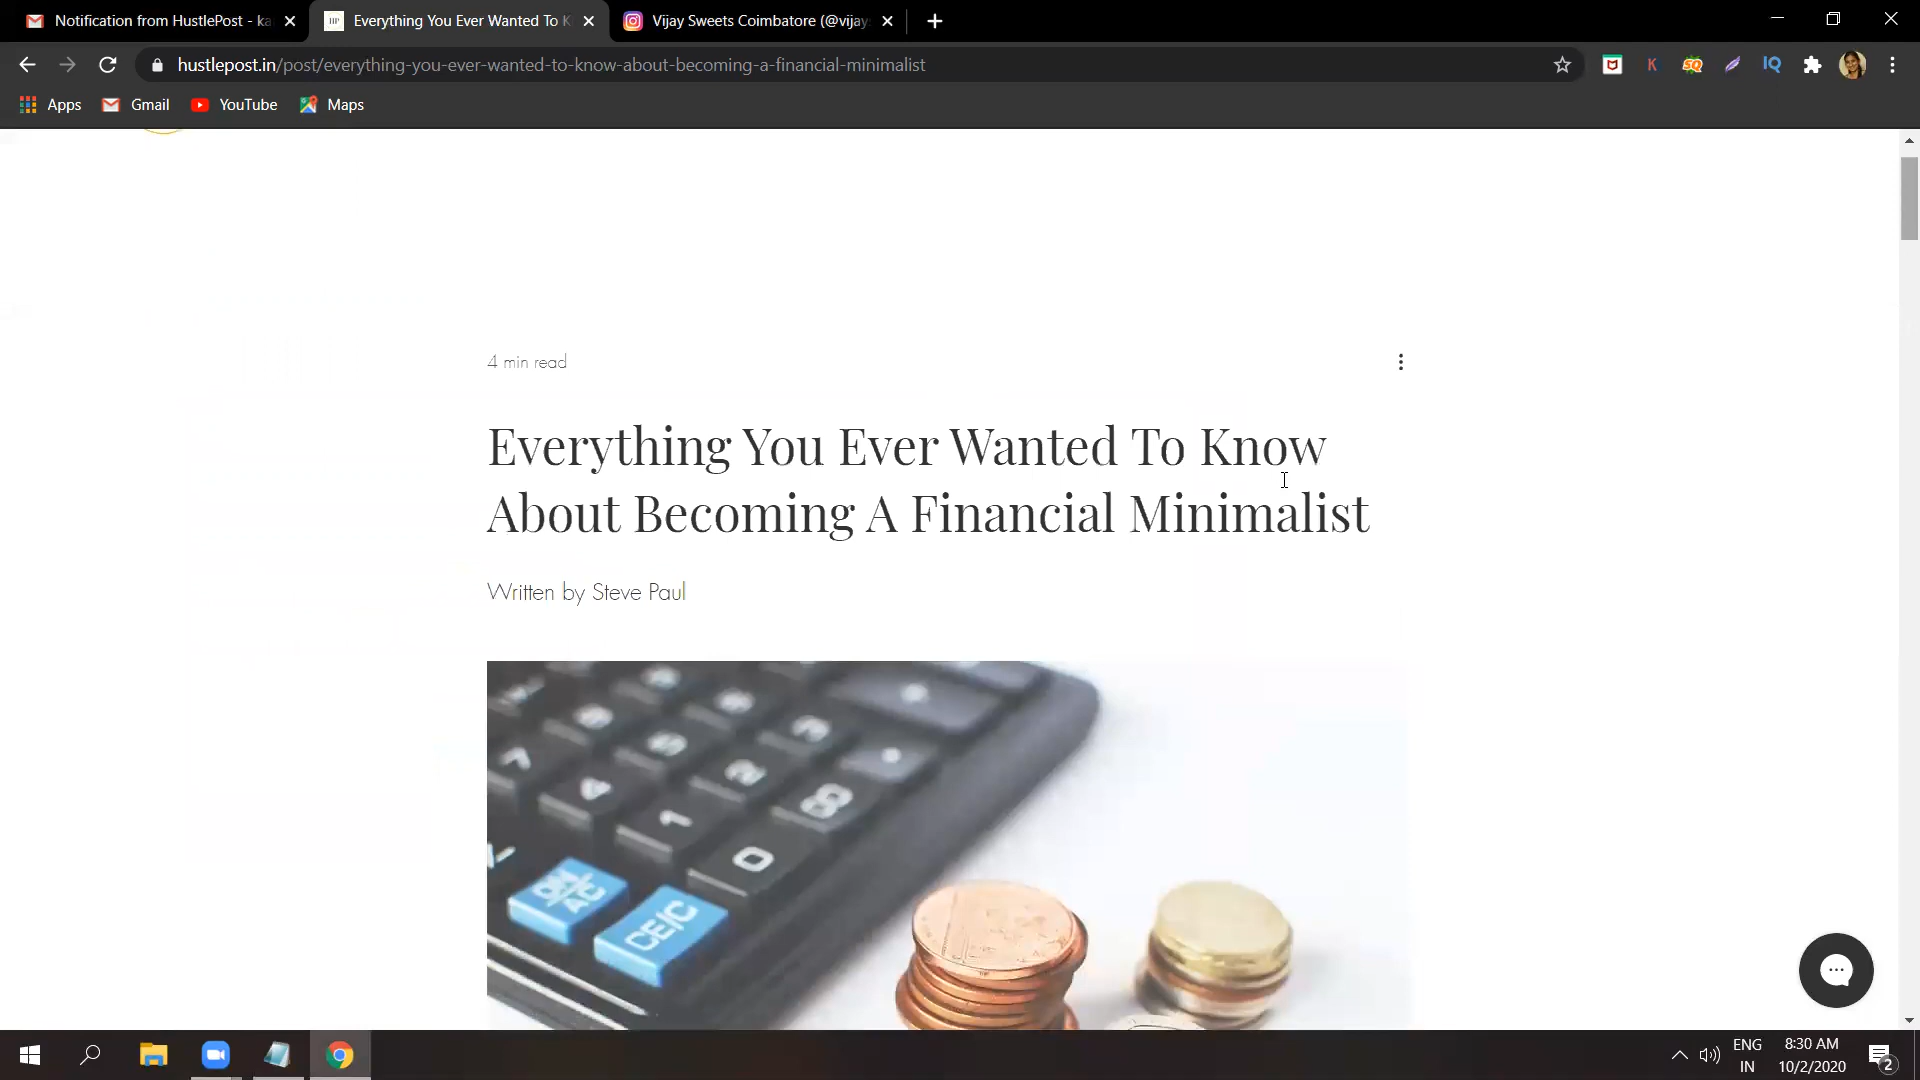 Notification from HustlePost - ka
Everything You Ever Wanted To K
Vijay Sweets Coimbatore (@vijay
hustlepost.in/post/everything-you-ever-wanted-to-know-about-becoming-a-financial-minimalist
Apps
Gmail
YouTube
Maps
4 min read
Everything You Ever Wanted To Know
About Becoming A Financial Minimalist
Written by Steve Paul
CE/C
ENG
IN
8:30 AM
10/2/2020
2